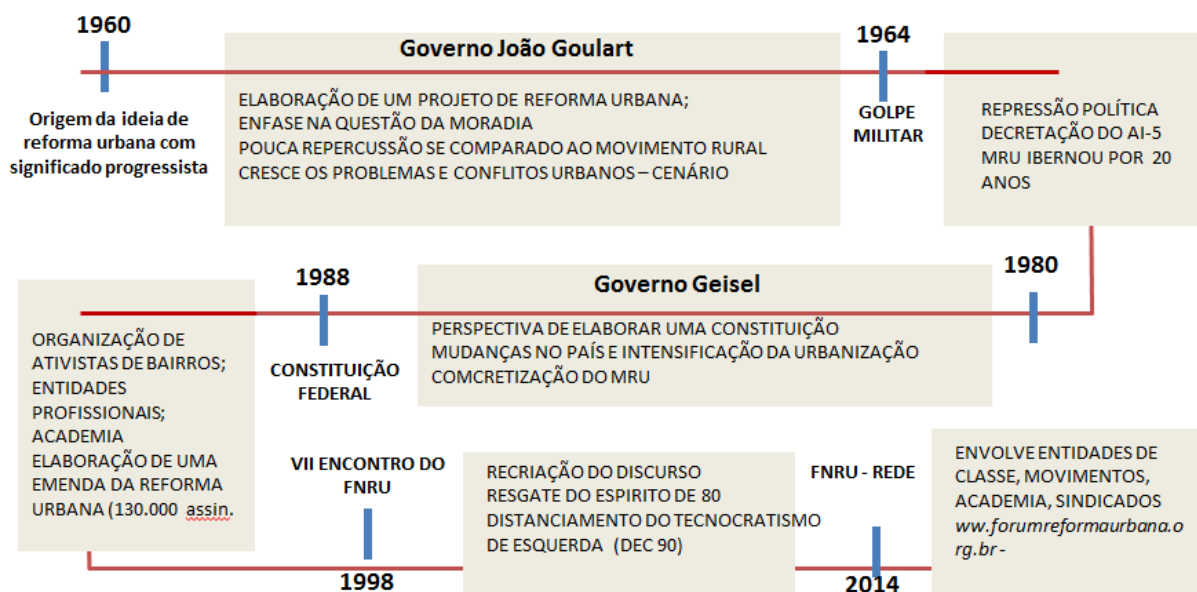 1960
Governo João Goulart
1964
Origem da ideia de
reforma urbana com
significado progressista
ELABORAÇÃO DE UM PROJETO DE REFORMA URBANA;
ENFASE NA QUESTÃO DA MORADIA
POUCA REPERCUSSÃO SE COMPARADO AO MOVIMENTO RURAL
CRESCE OS PROBLEMAS E CONFLITOS URBANOS – CENÁRIO
GOLPE
MILITAR
REPRESSÃO POLÍTICA
DECRETAÇÃO DO AI-5
MRU IBERNOU POR 20
ANOS
1980
Governo Geisel
PERSPECTIVA DE ELABORAR UMA CONSTITUIÇÃO
MUDANÇAS NO PAÍS E INTENSIFICAÇÃO DA URBANIZAÇÃO
COMCRETIZAÇÃO DO MRU
1988
CONSTITUIÇÃO
FEDERAL
ORGANIZAÇÃO DE
ATIVISTAS DE BAIRROS;
ENTIDADES
PROFISSIONAIS;
ACADEMIA
ELABORAÇÃO DE UMA
EMENDA DA REFORMA
URBANA (130.000 assin.
VII ENCONTRO DO
FNRU
1998
RECRIAÇÃO DO DISCURSO
RESGATE DO ESPIRITO DE 80
DISTANCIAMENTO DO TECNOCRATISMO
DE ESQUERDA (DEC 90)
FNRU - REDE
2014
ENVOLVE ENTIDADES DE
CLASSE, MOVIMENTOS,
ACADEMIA, SINDICADOS
ww.forumreformaurbana.o
rg.br -